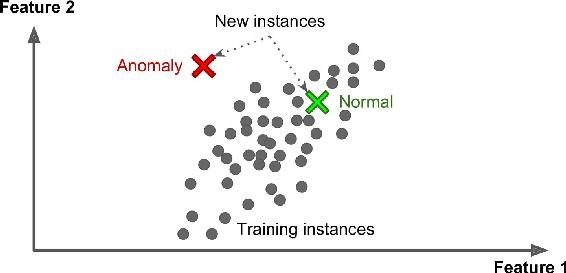 Feature 2
New instances
Anomaly
Normal
Training instances
Feature 1